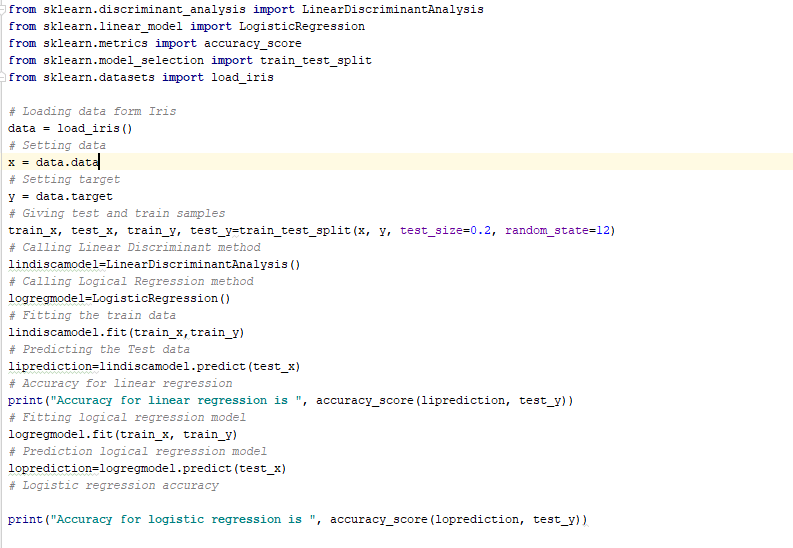 from sklearn.discriminant_analysis import LinearDiscriminantAnalysis
from sklearn.linear_model import LogisticRegression
from sklearn.metrics import accuracy_score
from sklearn.model_selection import train_test_split
from sklearn.datasets import load_iris
# Loading data form Iris
data = load_iris()
# Setting data
x = data.data
# Setting target
y = data.target
# Giving test and train samples
train_x, test_x, train_y, test_y=train_test_split(x, y, test_size=0.2, random_state=12)
# Calling Linear Discriminant method
lindiscamodel=LinearDiscriminantAnalysis()
# Calling Logical Regression method
logregmodel=LogisticRegression()
# Fitting the train data
lindiscamodel.fit(train_x,train_y)
# Predicting the Test data
liprediction=lindiscamodel.predict(test_x)
# Accuracy for linear regression
print("Accuracy for linear regression is ", accuracy_score(liprediction, test_y))
# Fitting logical regression model
logregmodel.fit(train_x, train_y)
# Prediction logical regression model
loprediction=logregmodel.predict(test_x)
# Logistic regression accuracy
print("Accuracy for logistic regression is ", accuracy_score(loprediction, test_y))